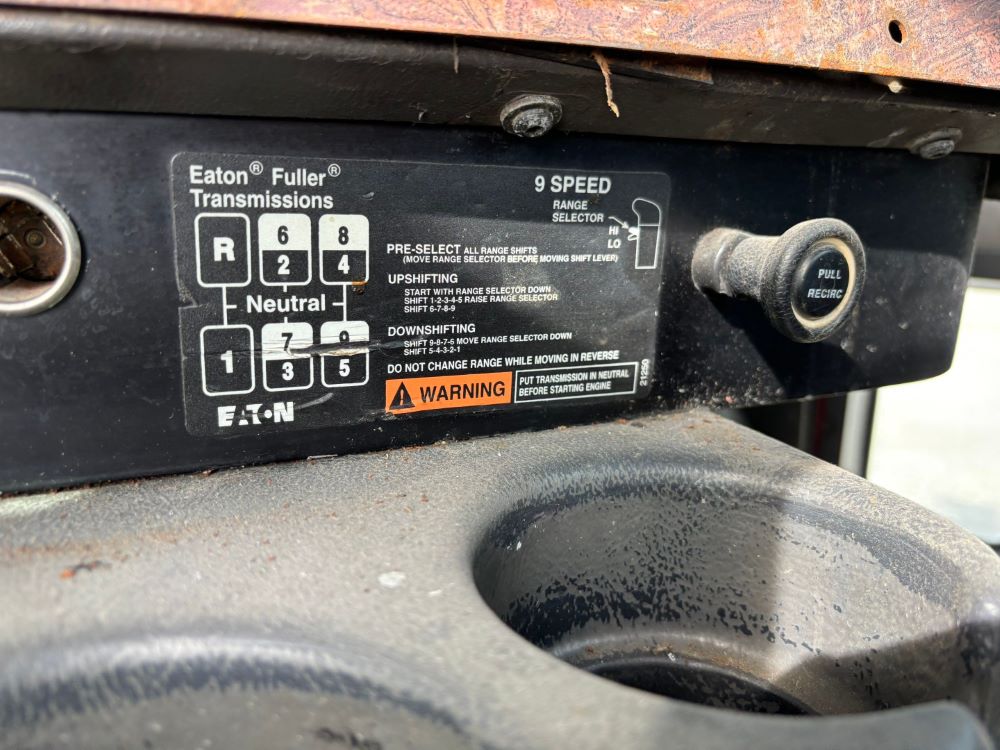 Eaton® Fuller®
Transmissions
R
6
2
8
4
Neutral
1
7
3
9
5
EATON
9 SPEED
RANGE
SELECTOR
HI
LO
PRE-SELECT ALL RANGE SHIFTS
(MOVE RANGE SELECTOR BEFORE MOVING SHIFT LEVER)
UPSHIFTING
START WITH RANGE SELECTOR DOWN
SHIFT 1-2-3-4-5 RAISE RANGE SELECTOR
SHIFT 6-7-8-9
DOWNSHIFTING
SHIFT 9-8-7-6 MOVE RANGE SELECTOR DOWN
SHIFT 5-4-3-2-1
DO NOT CHANGE RANGE WHILE MOVING IN REVERSE
WARNING
PUT TRANSMISSION IN NEUTRAL
BEFORE STARTING ENGINE
21290
PULL
RECIRC